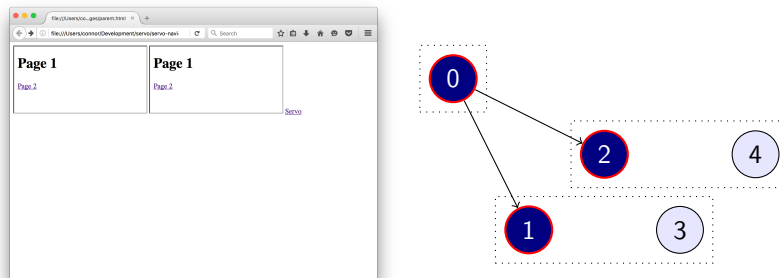 file:///Users/co...ges/parent.html
file:///Users/connor/Development/servo/servo-navi
Search
Page 1
Page 2
Page 1
Page 2
Servo
0
2
4
1
3